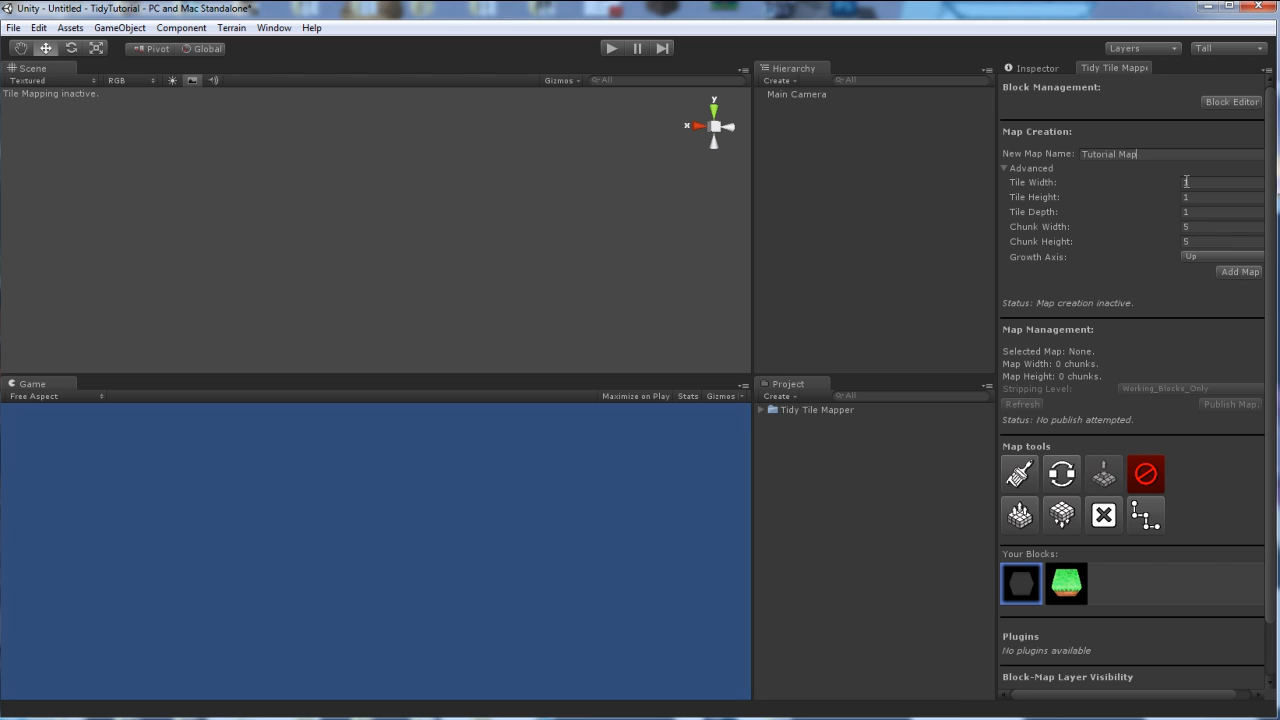 Unity - Untitled - TidyTutorial - PC and Mac Standalone*
File Edit Assets GameObject Component Terrain Window Help
Pivot Global Layers Tall
Scene
Textured RGB Gizmos All
Tile Mapping inactive.
y
x
Hierarchy
Create All
Main Camera
Game
Free Aspect Maximize on Play Stats Gizmos
Project
Create All
Tidy Tile Mapper
Inspector Tidy Tile Mappe
Block Management:
Block Editor
Map Creation:
New Map Name: Tutorial Map
Advanced
Tile Width: 1
Tile Height: 1
Tile Depth: 1
Chunk Width: 5
Chunk Height: 5
Growth Axis: Up
Add Map
Status: Map creation inactive.
Map Management:
Selected Map: None.
Map Width: 0 chunks.
Map Height: 0 chunks.
Stripping Level: Working_Blocks_Only
Refresh Publish Map.
Status: No publish attempted.
Map tools
Your Blocks:
Plugins
No plugins available
Block-Map Layer Visibility